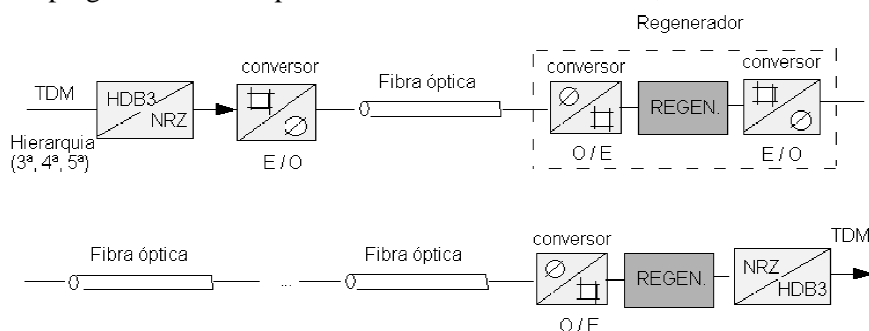 Regenerador
conversor
Fibra óptica
conversor
conversor
TDM
HDB3
NRZ
REGEN.
Hierarquia
(3ª, 4ª, 5ª)
E / O
O / E
E / O
Fibra óptica
...
Fibra óptica
conversor
TDM
REGEN.
NRZ
HDB3
O / E